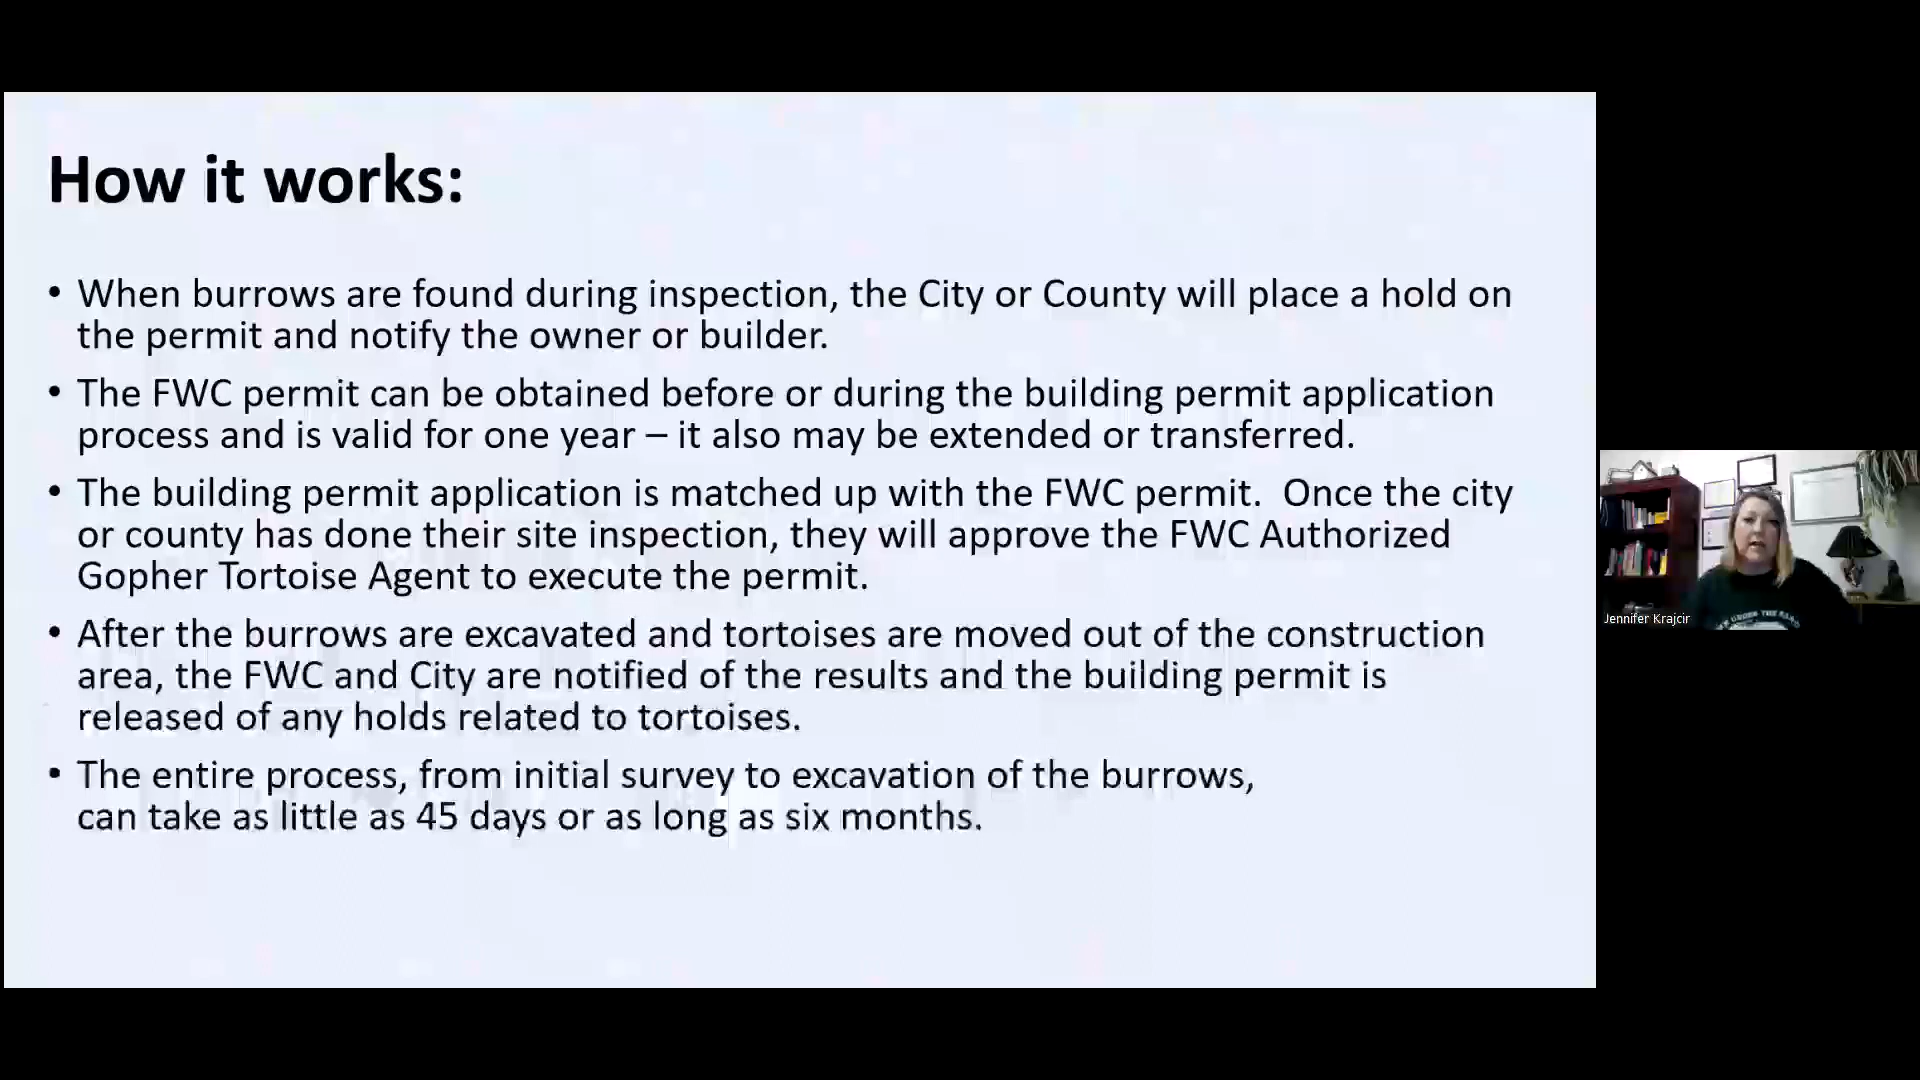 How it works:
• When burrows are found during inspection, the City or County will place a hold on
the permit and notify the owner or builder.
• The FWC permit can be obtained before or during the building permit application
process and is valid for one year – it also may be extended or transferred.
• The building permit application is matched up with the FWC permit.  Once the city
or county has done their site inspection, they will approve the FWC Authorized
Gopher Tortoise Agent to execute the permit.
• After the burrows are excavated and tortoises are moved out of the construction
area, the FWC and City are notified of the results and the building permit is
released of any holds related to tortoises.
• The entire process, from initial survey to excavation of the burrows,
can take as little as 45 days or as long as six months.
Jennifer Krajcir
UNDER THE